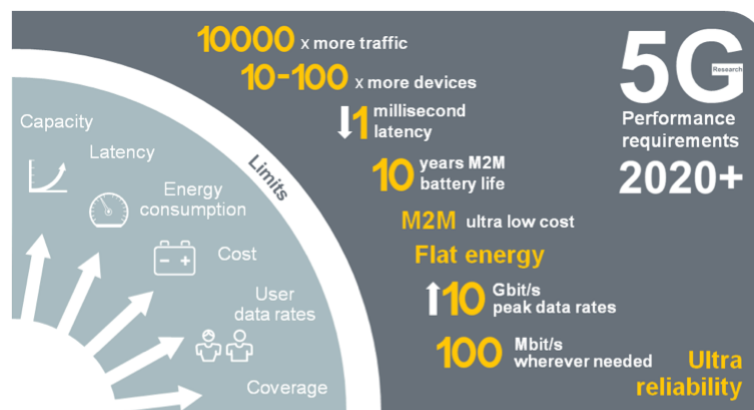 10000 x more traffic
10-100 x more devices
1 millisecond
latency
10 years M2M
battery life
M2M ultra low cost
Flat energy
10 Gbit/s
peak data rates
100 Mbit/s
wherever needed
Ultra
reliability
5G
Research
Performance
requirements
2020+
Limits
Capacity
Latency
Energy
consumption
Cost
User
data rates
Coverage